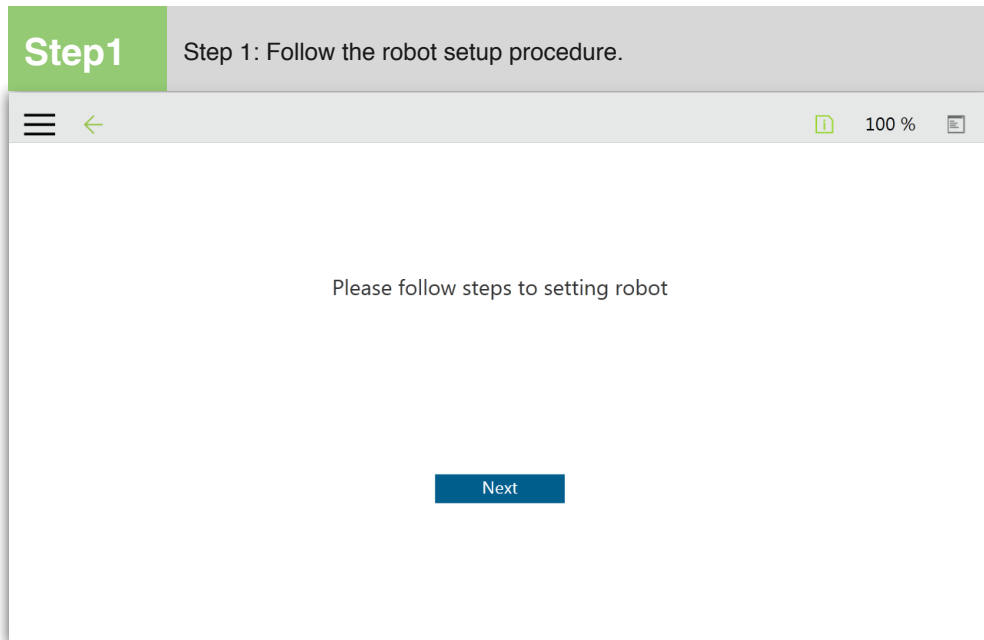 Step1
Step 1: Follow the robot setup procedure.
i
100 %
Please follow steps to setting robot
Next